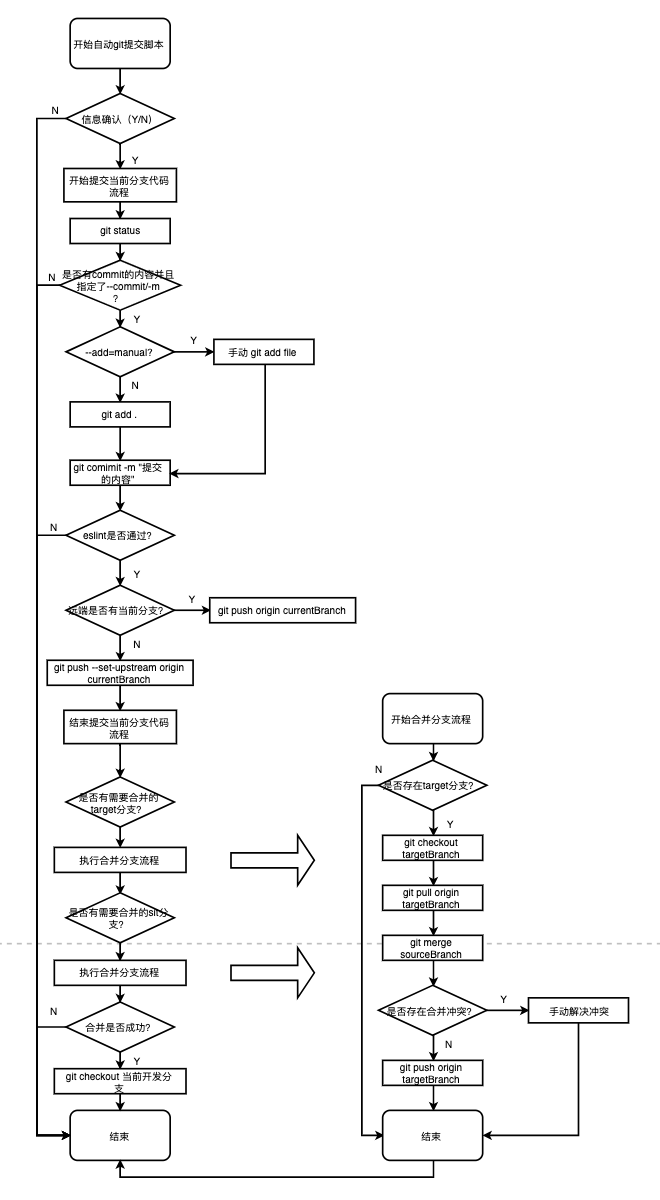 开始自动git提交脚本
N
信息确认（Y/N）
Y
开始提交当前分支代码
流程
git status
N
是否有commit的内容并且
指定了--commit/-m
?
Y
--add=manual?
Y
手动 git add file
N
git add .
git comimit -m "提交
的内容"
N
eslint是否通过?
Y
远端是否有当前分支?
Y
git push origin currentBranch
N
git push --set-upstream origin
currentBranch
结束提交当前分支代码
流程
是否有需要合并的
target分支?
执行合并分支流程
是否有需要合并的sit分
支?
执行合并分支流程
N
合并是否成功?
Y
git checkout 当前开发分
支
结束
开始合并分支流程
N
是否存在target分支?
Y
git checkout
targetBranch
git pull origin
targetBranch
git merge
sourceBranch
是否存在合并冲突?
Y
手动解决冲突
N
git push origin
targetBranch
结束